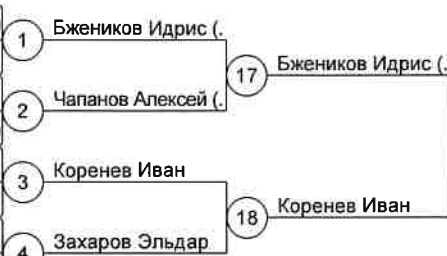 1 Бжеников Идрис (.
17 Бжеников Идрис (.
2 Чапанов Алексей (.
3 Коренев Иван
18 Коренев Иван
4 Захаров Эльдар